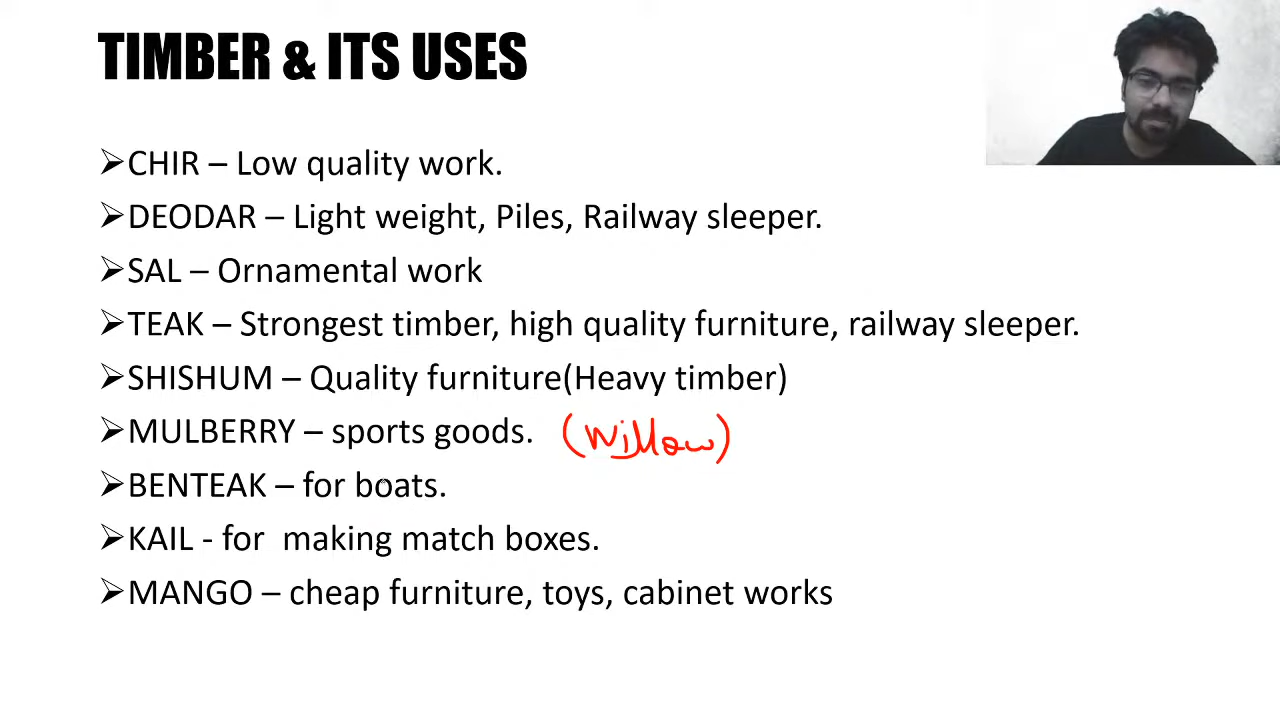 TIMBER & ITS USES
➢CHIR – Low quality work.
➢DEODAR – Light weight, Piles, Railway sleeper.
➢SAL – Ornamental work
➢TEAK – Strongest timber, high quality furniture, railway sleeper.
➢SHISHUM – Quality furniture(Heavy timber)
➢MULBERRY – sports goods. (Willow)
➢BENTEAK – for boats.
➢KAIL - for making match boxes.
➢MANGO – cheap furniture, toys, cabinet works